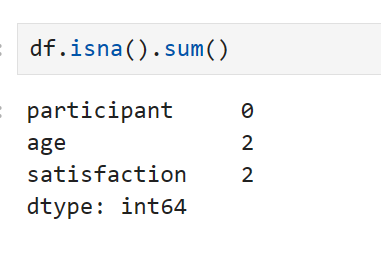 : df.isna().sum()
: participant     0
age             2
satisfaction    2
dtype: int64